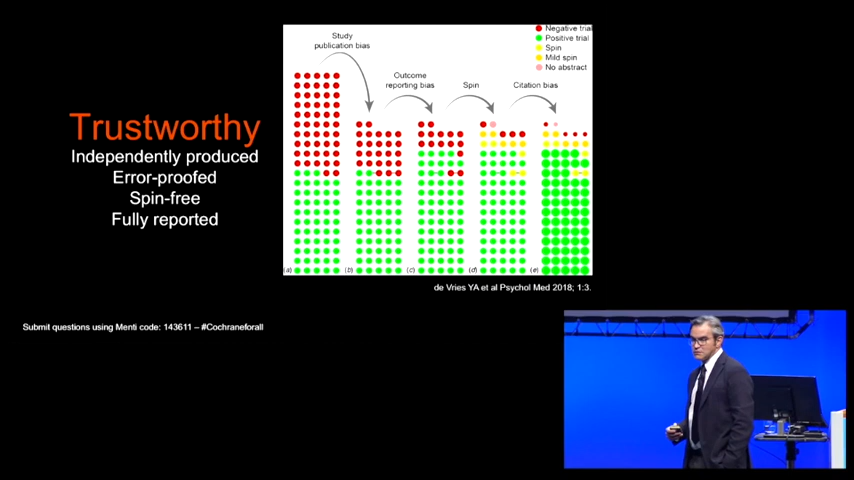 Trustworthy
Independently produced
Error-proofed
Spin-free
Fully reported
Study
publication bias
Outcome
reporting bias
Spin
Citation bias
Negative trial
Positive trial
Spin
Mild spin
No abstract
(a)
(b)
(c)
(d)
(e)
de Vries YA et al Psychol Med 2018; 1:3.
Submit questions using Menti code: 143611 – #Cochraneforall